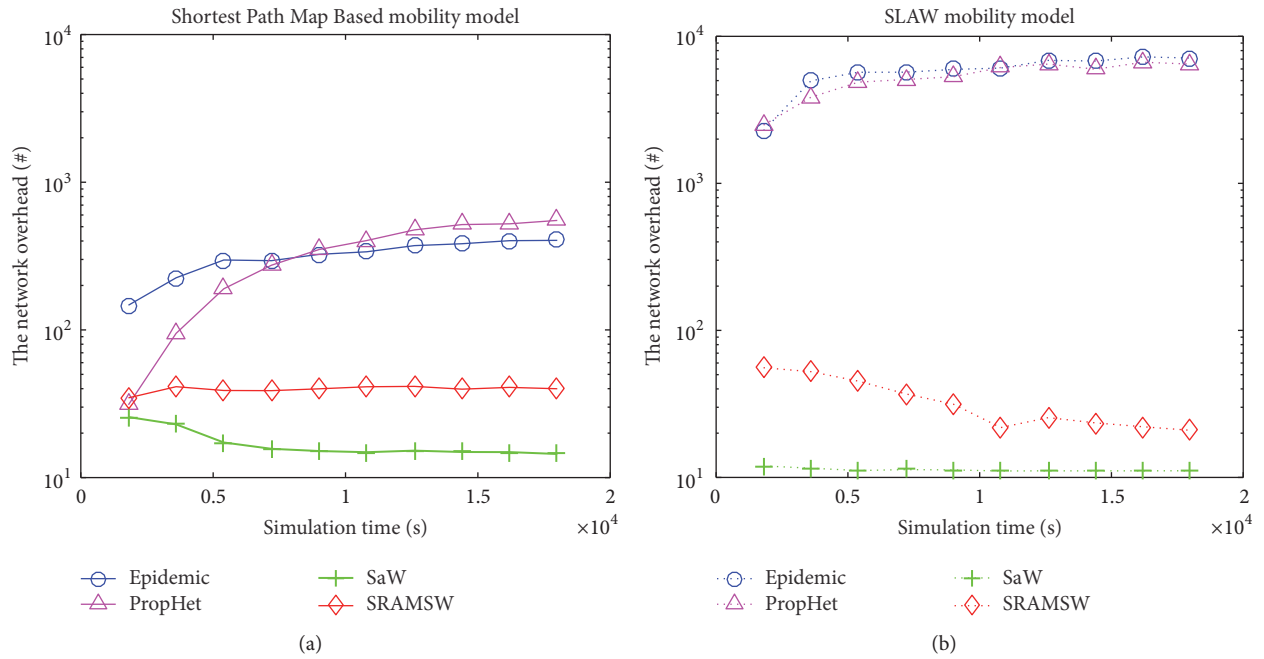 Shortest Path Map Based mobility model
10^4
10^3
10^2
10^1
The network overhead (#)
0
0.5
1
1.5
2
×10^4
Simulation time (s)
Epidemic
PropHet
SaW
SRAMSW
(a)
SLAW mobility model
10^4
10^3
10^2
10^1
The network overhead (#)
0
0.5
1
1.5
2
×10^4
Simulation time (s)
Epidemic
PropHet
SaW
SRAMSW
(b)